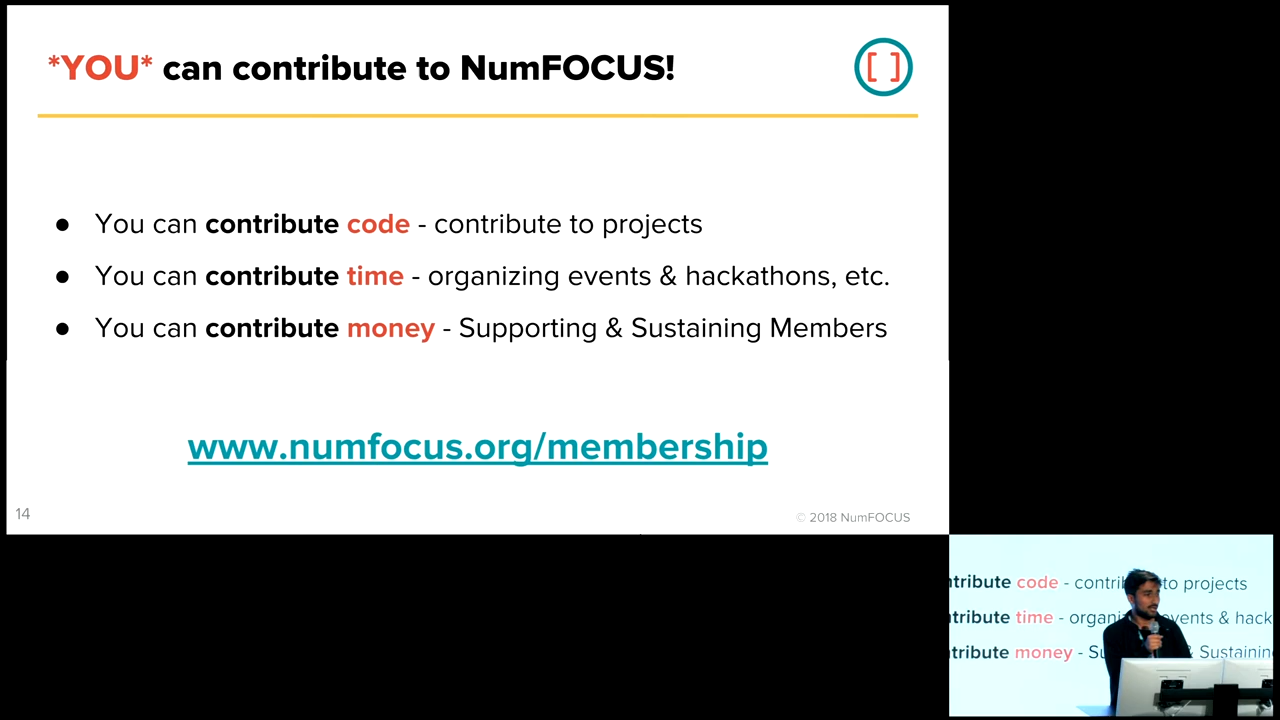 *YOU* can contribute to NumFOCUS!
[ ]
● You can contribute code - contribute to projects
● You can contribute time - organizing events & hackathons, etc.
● You can contribute money - Supporting & Sustaining Members
www.numfocus.org/membership
14
© 2018 NumFOCUS
ntribute code - contri to projects
ntribute time - organi vents & hack
ntribute money - Su & Sustainin